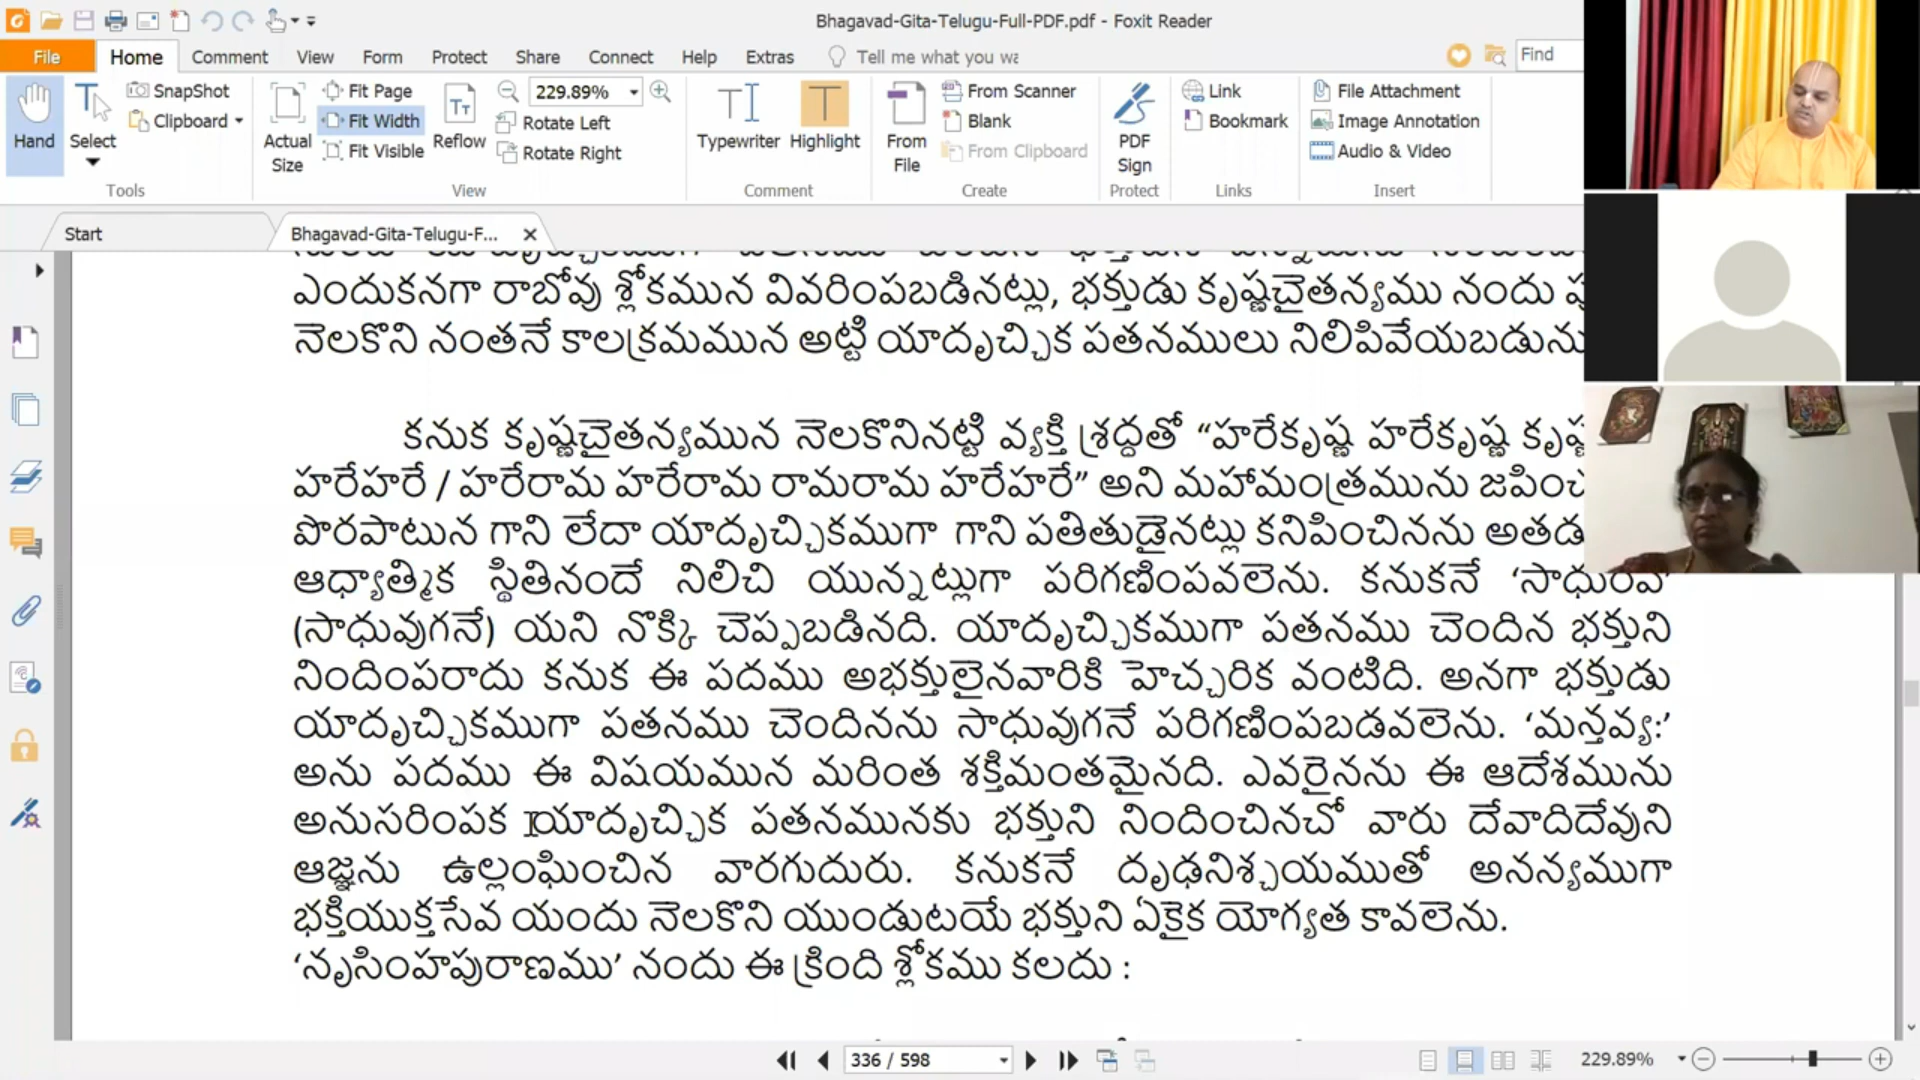 Bhagavad-Gita-Telugu-Full-PDF.pdf - Foxit Reader
File Home Comment View Form Protect Share Connect Help Extras Tell me what you wa Find
Hand Select SnapShot Clipboard
Tools
Actual Size Fit Page Fit Width Fit Visible Reflow 229.89% Rotate Left Rotate Right
View
Typewriter Highlight
Comment
From File From Scanner Blank From Clipboard
Create
PDF Sign
Protect
Link Bookmark
Links
File Attachment Image Annotation Audio & Video
Insert
Start Bhagavad-Gita-Telugu-F...
ఎందుకనగా రాబోవు శ్లోకమున వివరింపబడినట్లు, భక్తుడు కృష్ణచైతన్యము నందు
నెలకొని నంతనే కాలక్రమమున అట్టి యాదృచ్చిక పతనములు నిలిపివేయబడును
కనుక కృష్ణచైతన్యమున నెలకొనినట్టి వ్యక్తి శ్రద్దతో “హరేకృష్ణ హరేకృష్ణ
హరేహరే / హరేరామ హరేరామ రామరామ హరేహరే” అని మహామంత్రమును
పొరపాటున గాని లేదా యాదృచ్చికముగా గాని పతితుడైనట్లు కనిపించినను
ఆధ్యాత్మిక స్థితినందే నిలిచి యున్నట్లుగా పరిగణింపవలెను. కనుకనే ‘సాధురేవ’
(సాధువుగనే) యని నొక్కి చెప్పబడినది. యాదృచ్చికముగా పతనము చెందిన భక్తుని
నిందింపరాదు కనుక ఈ పదము అభక్తులైనవారికి హెచ్చరిక వంటిది. అనగా భక్తుడు
యాదృచ్చికముగా పతనము చెందినను సాధువుగనే పరిగణింపబడవలెను. ‘మన్తవ్య:’
అను పదము ఈ విషయమున మరింత శక్తిమంతమైనది. ఎవరైనను ఈ ఆదేశమును
అనుసరింపక యాదృచ్చిక పతనమునకు భక్తుని నిందించినచో వారు దేవాదిదేవుని
ఆజ్ఞను ఉల్లంఘించిన వారగుదురు. కనుకనే దృఢనిశ్చయముతో అనన్యముగా
భక్తియుక్తసేవ యందు నెలకొని యుండుటయే భక్తుని ఏకైక యోగ్యత కావలెను.
‘నృసింహపురాణము’ నందు ఈ క్రింది శ్లోకము కలదు :
336 / 598 229.89%